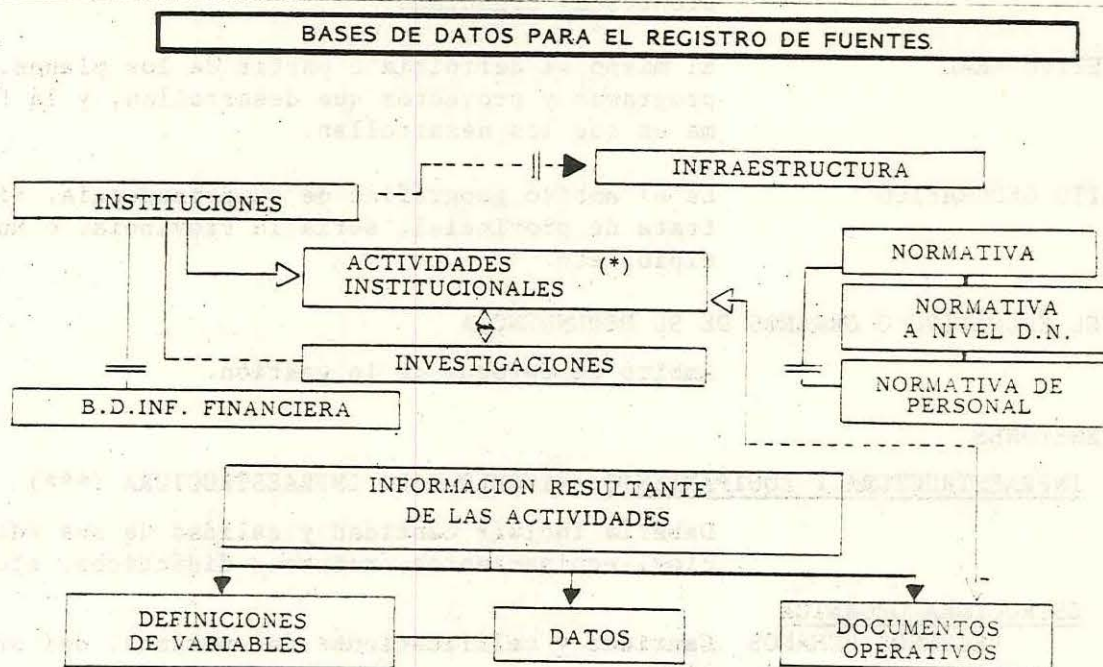 BASES DE DATOS PARA EL REGISTRO DE FUENTES.
INFRAESTRUCTURA
INSTITUCIONES
ACTIVIDADES (*)
INSTITUCIONALES
NORMATIVA
NORMATIVA
A NIVEL D.N.
INVESTIGACIONES
NORMATIVA DE
PERSONAL
B.D.INF. FINANCIERA
INFORMACION RESULTANTE
DE LAS ACTIVIDADES
DEFINICIONES
DE VARIABLES
DATOS
DOCUMENTOS
OPERATIVOS